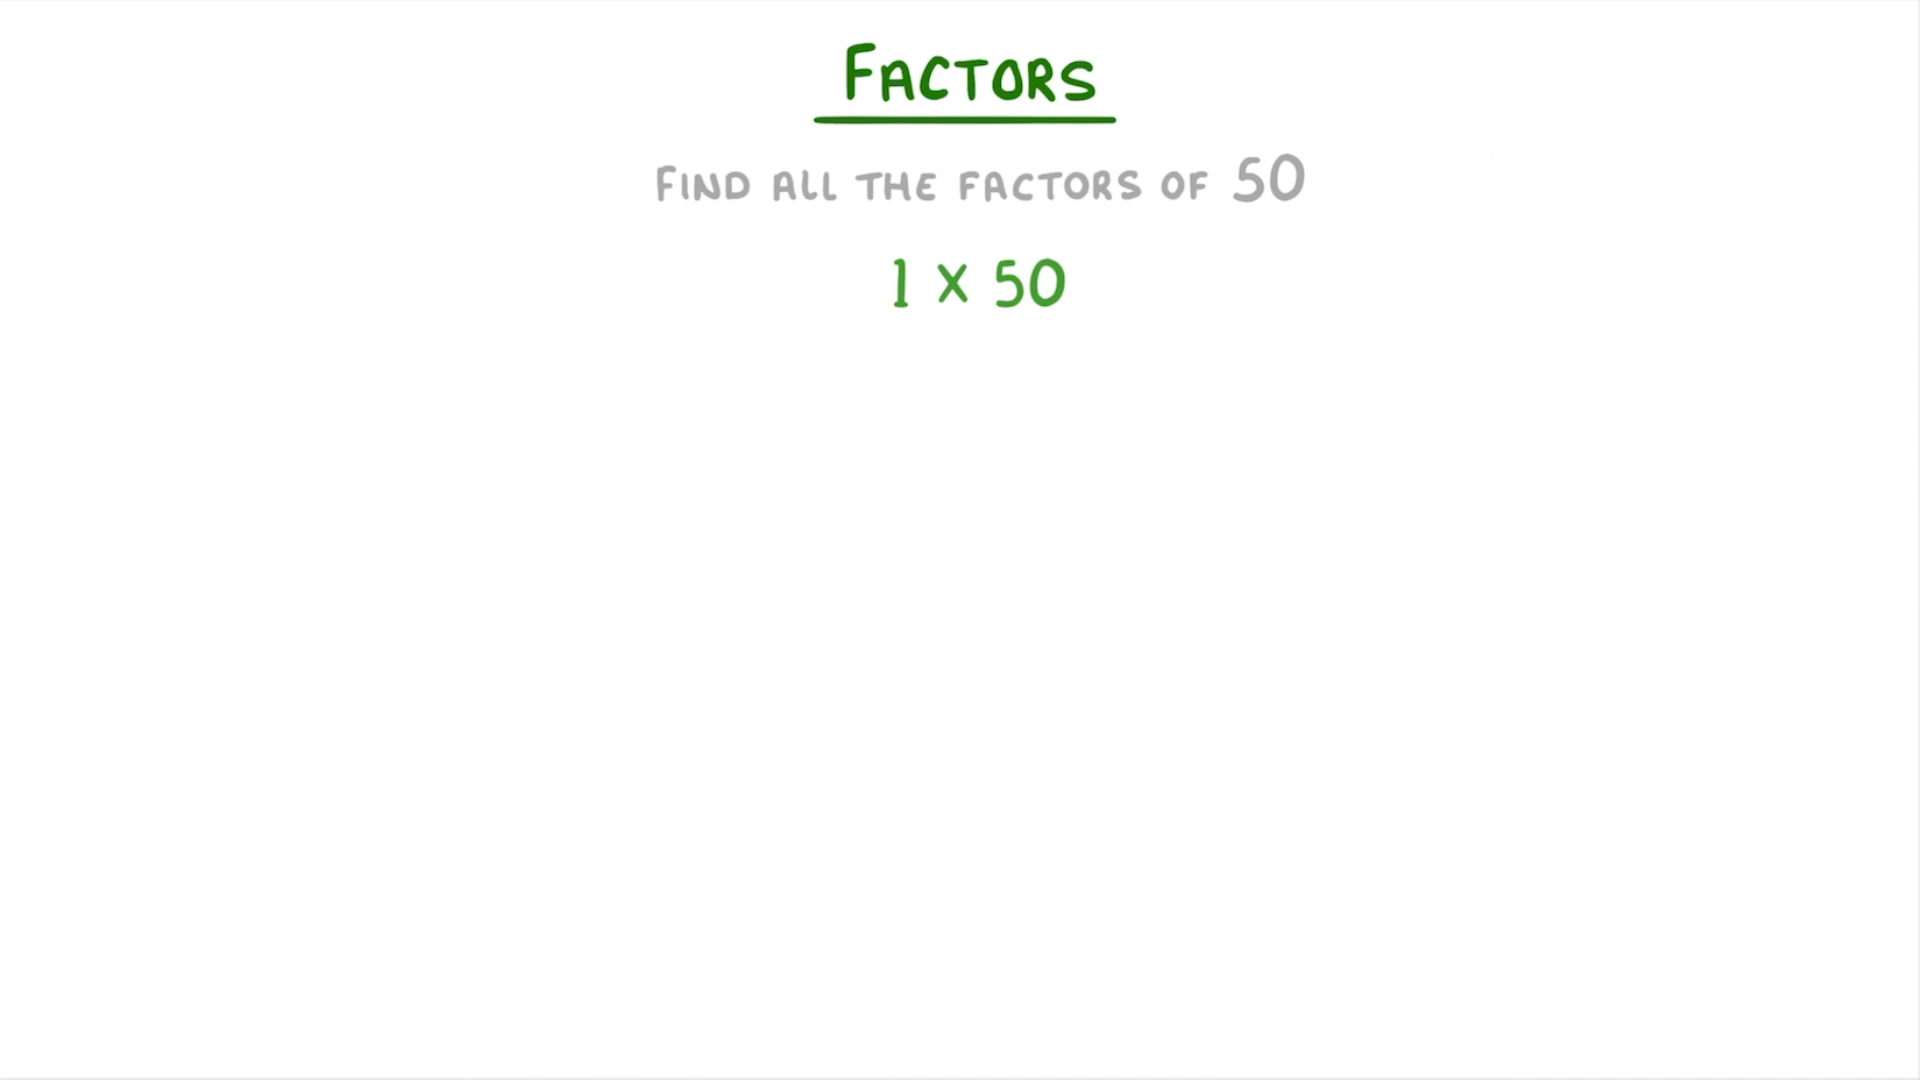 FACTORS
FIND ALL THE FACTORS OF 50
1 x 50